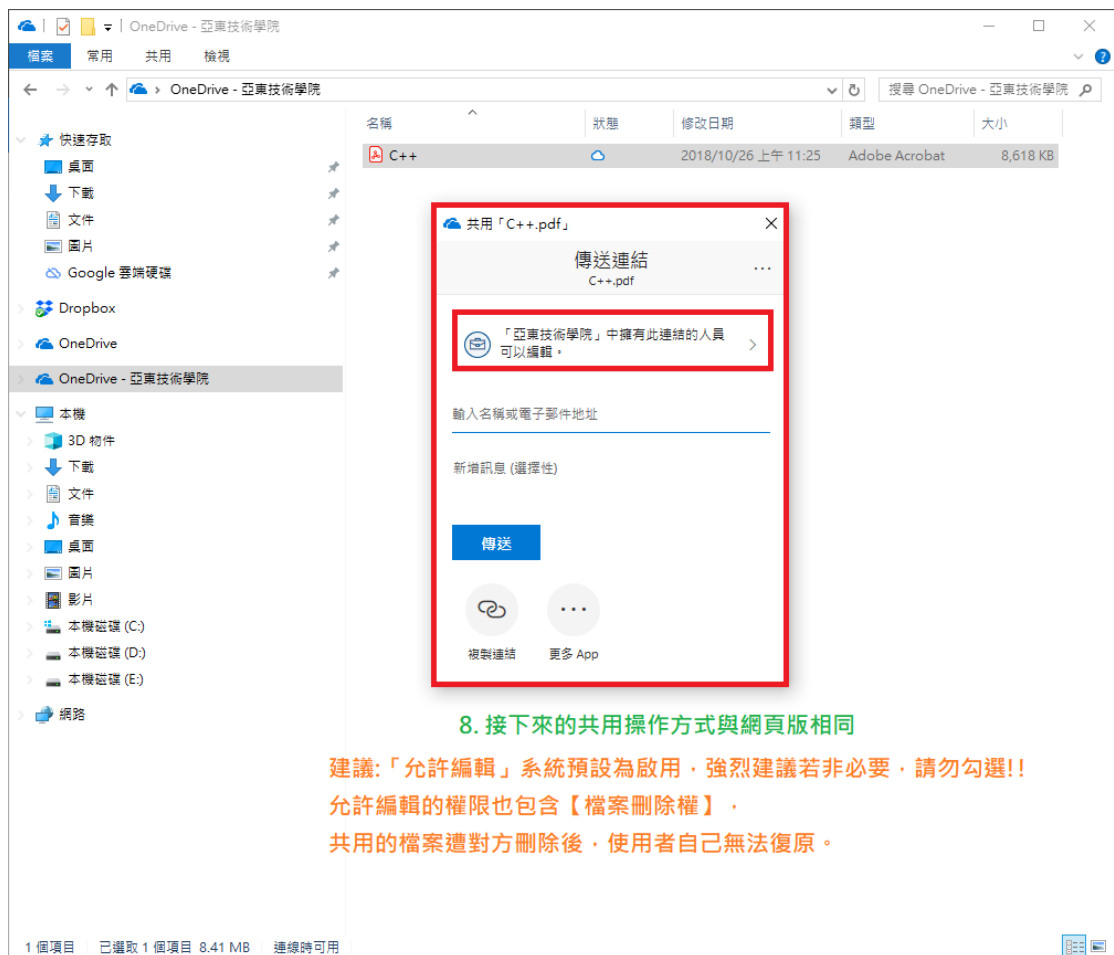 OneDrive - 亞東技術學院
檔案 常用 共用 檢視
OneDrive - 亞東技術學院 搜尋 OneDrive - 亞東技術學院
名稱 狀態 修改日期 類型 大小
快速存取
C++ 2018/10/26 上午 11:25 Adobe Acrobat 8,618 KB
桌面
下載
文件
圖片
Google 雲端硬碟
Dropbox
OneDrive
OneDrive - 亞東技術學院
本機
3D 物件
下載
文件
音樂
桌面
圖片
影片
本機磁碟 (C:)
本機磁碟 (D:)
本機磁碟 (E:)
網路
共用「C++.pdf」
傳送連結
C++.pdf
「亞東技術學院」中擁有此連結的人員
可以編輯。
輸入名稱或電子郵件地址
新增訊息 (選擇性)
傳送
複製連結 更多 App
8. 接下來的共用操作方式與網頁版相同
建議:「允許編輯」系統預設為啟用，強烈建議若非必要，請勿勾選!!
允許編輯的權限也包含【檔案刪除權】，
共用的檔案遭對方刪除後，使用者自己無法復原。
1 個項目 已選取 1 個項目 8.41 MB 連線時可用